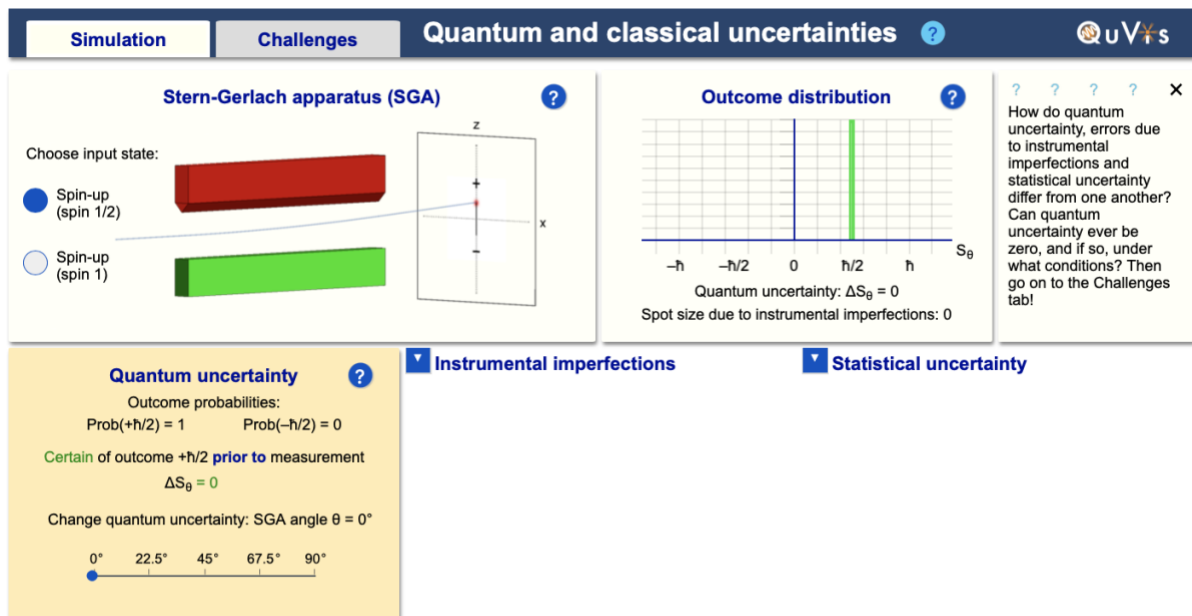 Simulation
Challenges
Quantum and classical uncertainties
?
QuVis
Stern-Gerlach apparatus (SGA)
?
Choose input state:
Spin-up
(spin 1/2)
Spin-up
(spin 1)
z
+
x
−
Outcome distribution
?
–ħ –ħ/2 0 ħ/2 ħ
Sθ
Quantum uncertainty: ΔSθ = 0
Spot size due to instrumental imperfections: 0
? ? ? ? ✕
How do quantum
uncertainty, errors due
to instrumental
imperfections and
statistical uncertainty
differ from one another?
Can quantum
uncertainty ever be
zero, and if so, under
what conditions? Then
go on to the Challenges
tab!
Quantum uncertainty
?
Outcome probabilities:
Prob(+ħ/2) = 1 Prob(–ħ/2) = 0
Certain of outcome +ħ/2 prior to measurement
ΔSθ = 0
Change quantum uncertainty: SGA angle θ = 0°
0° 22.5° 45° 67.5° 90°
▼ Instrumental imperfections
▼ Statistical uncertainty